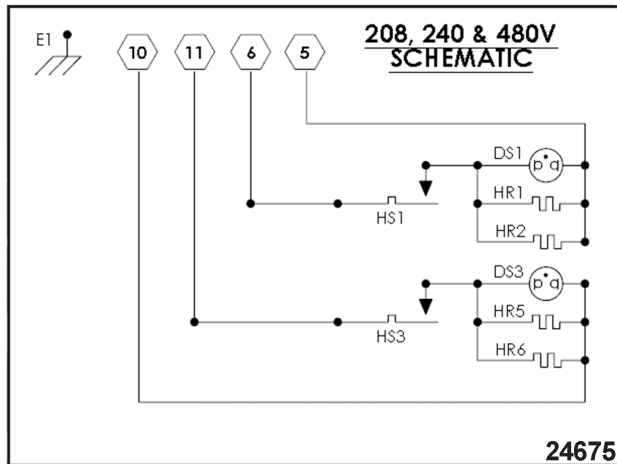 E1
10
11
6
5
208, 240 & 480V
SCHEMATIC
DS1
HR1
HS1
HR2
DS3
HR5
HS3
HR6
24675